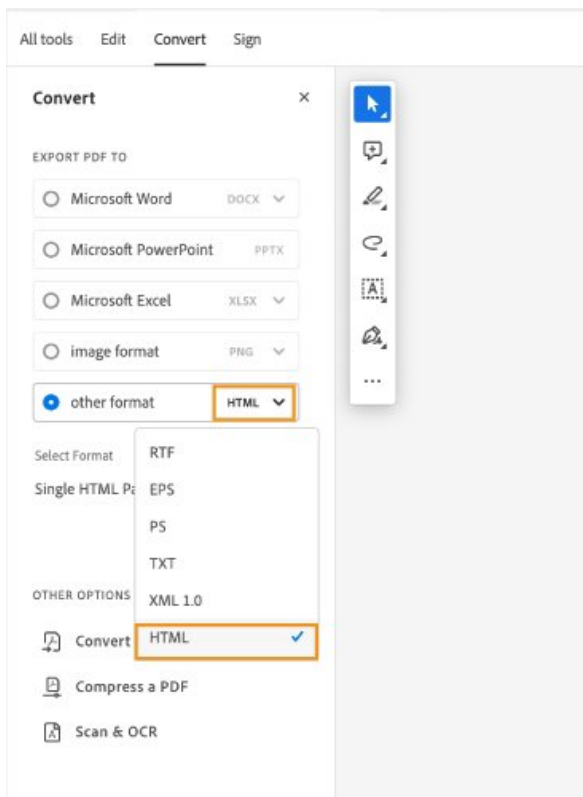 All tools Edit Convert Sign
Convert
EXPORT PDF TO
Microsoft Word DOCX
Microsoft PowerPoint PPTX
Microsoft Excel XLSX
image format PNG
other format HTML
Select Format
Single HTML
RTF
EPS
PS
TXT
XML 1.0
HTML
OTHER OPTIONS
Convert
Compress a PDF
Scan & OCR